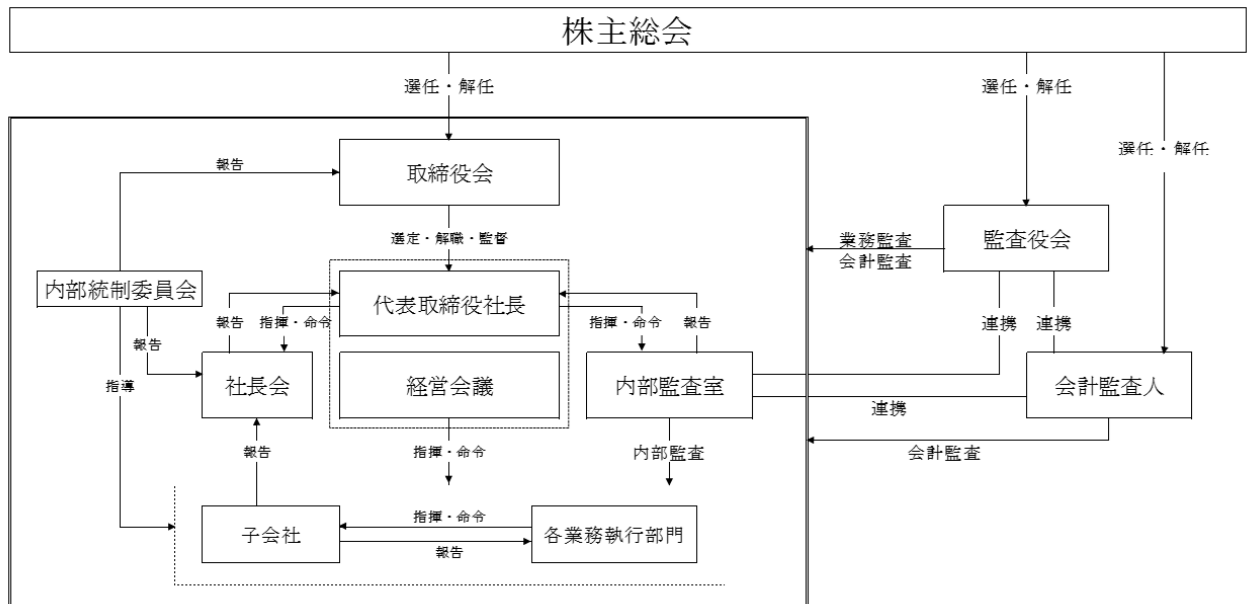 株主総会
選任・解任
選任・解任
選任・解任
報告
取締役会
選定・解職・監督
業務監査
会計監査
監査役会
内部統制委員会
代表取締役社長
報告
指揮・命令
指揮・命令
報告
連携
連携
報告
指導
社長会
経営会議
内部監査室
会計監査人
連携
報告
指揮・命令
内部監査
会計監査
子会社
指揮・命令
報告
各業務執行部門